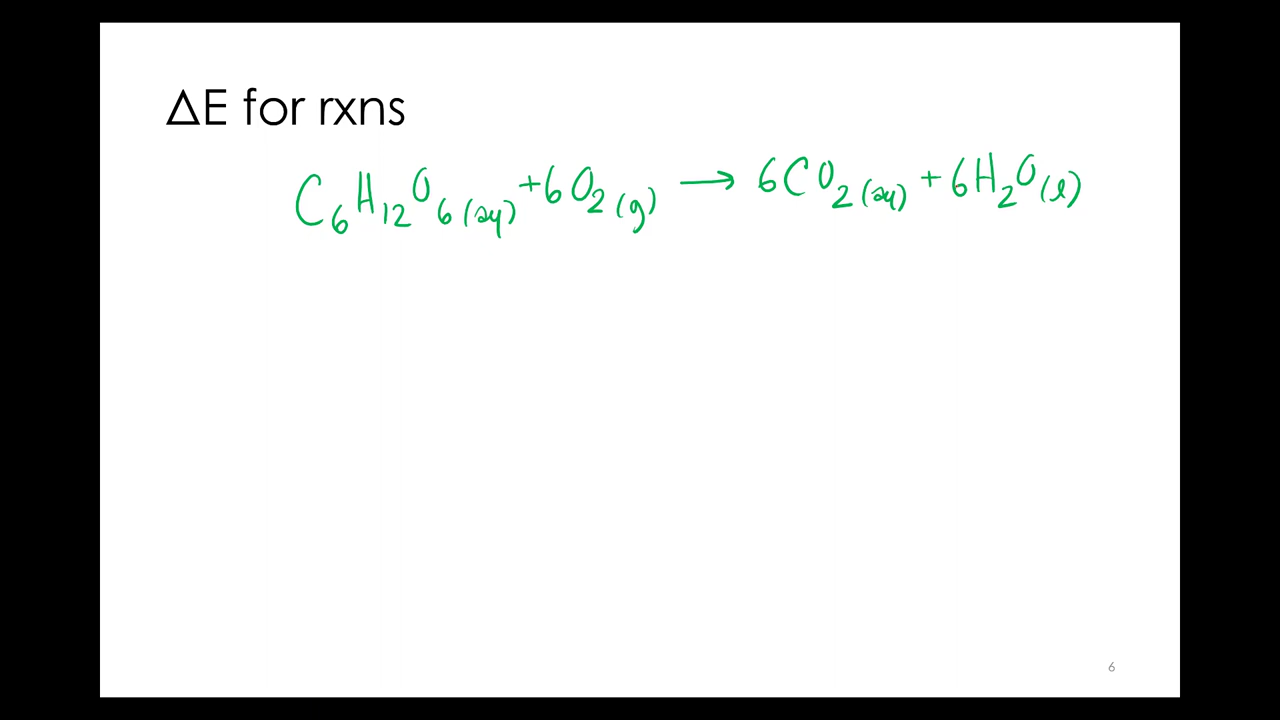 ΔE for rxns
C₆H₁₂O₆(aq) + 6O₂(g) → 6CO₂(aq) + 6H₂O(l)
6